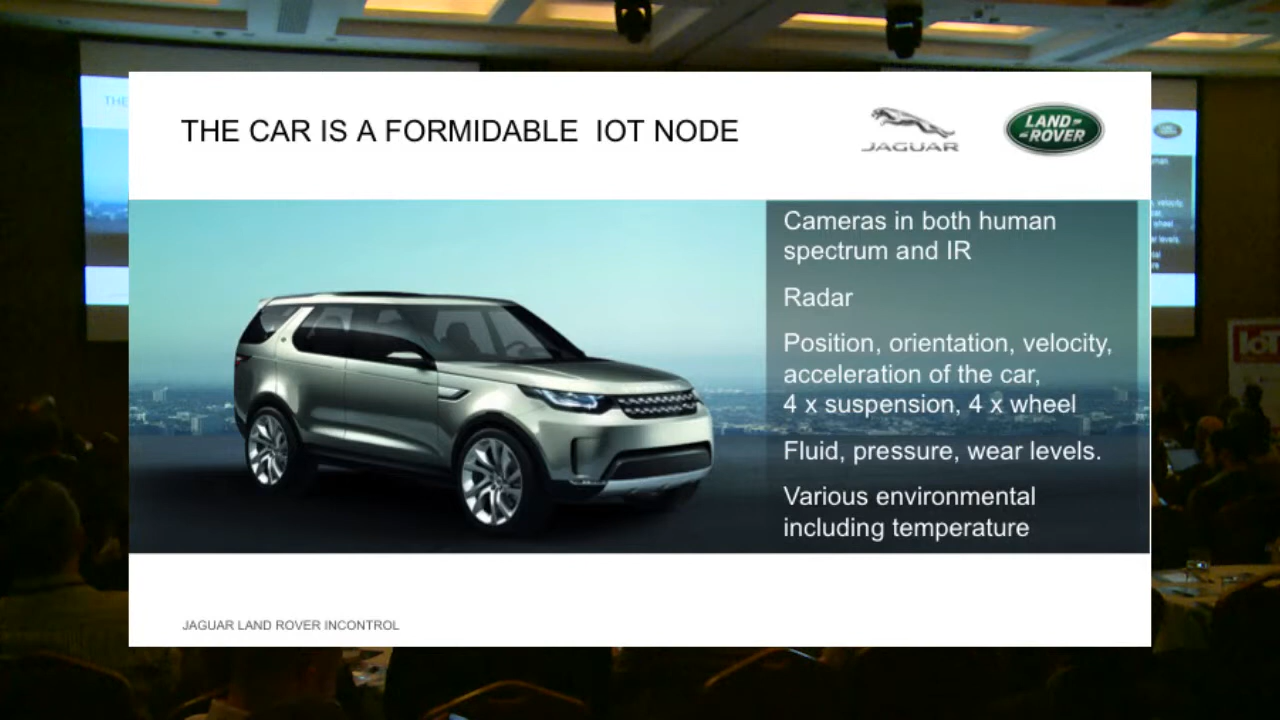 THE CAR IS A FORMIDABLE IOT NODE
JAGUAR
LAND
ROVER
Cameras in both human
spectrum and IR
Radar
Position, orientation, velocity,
acceleration of the car,
4 x suspension, 4 x wheel
Fluid, pressure, wear levels.
Various environmental
including temperature
JAGUAR LAND ROVER INCONTROL
THE
IoT